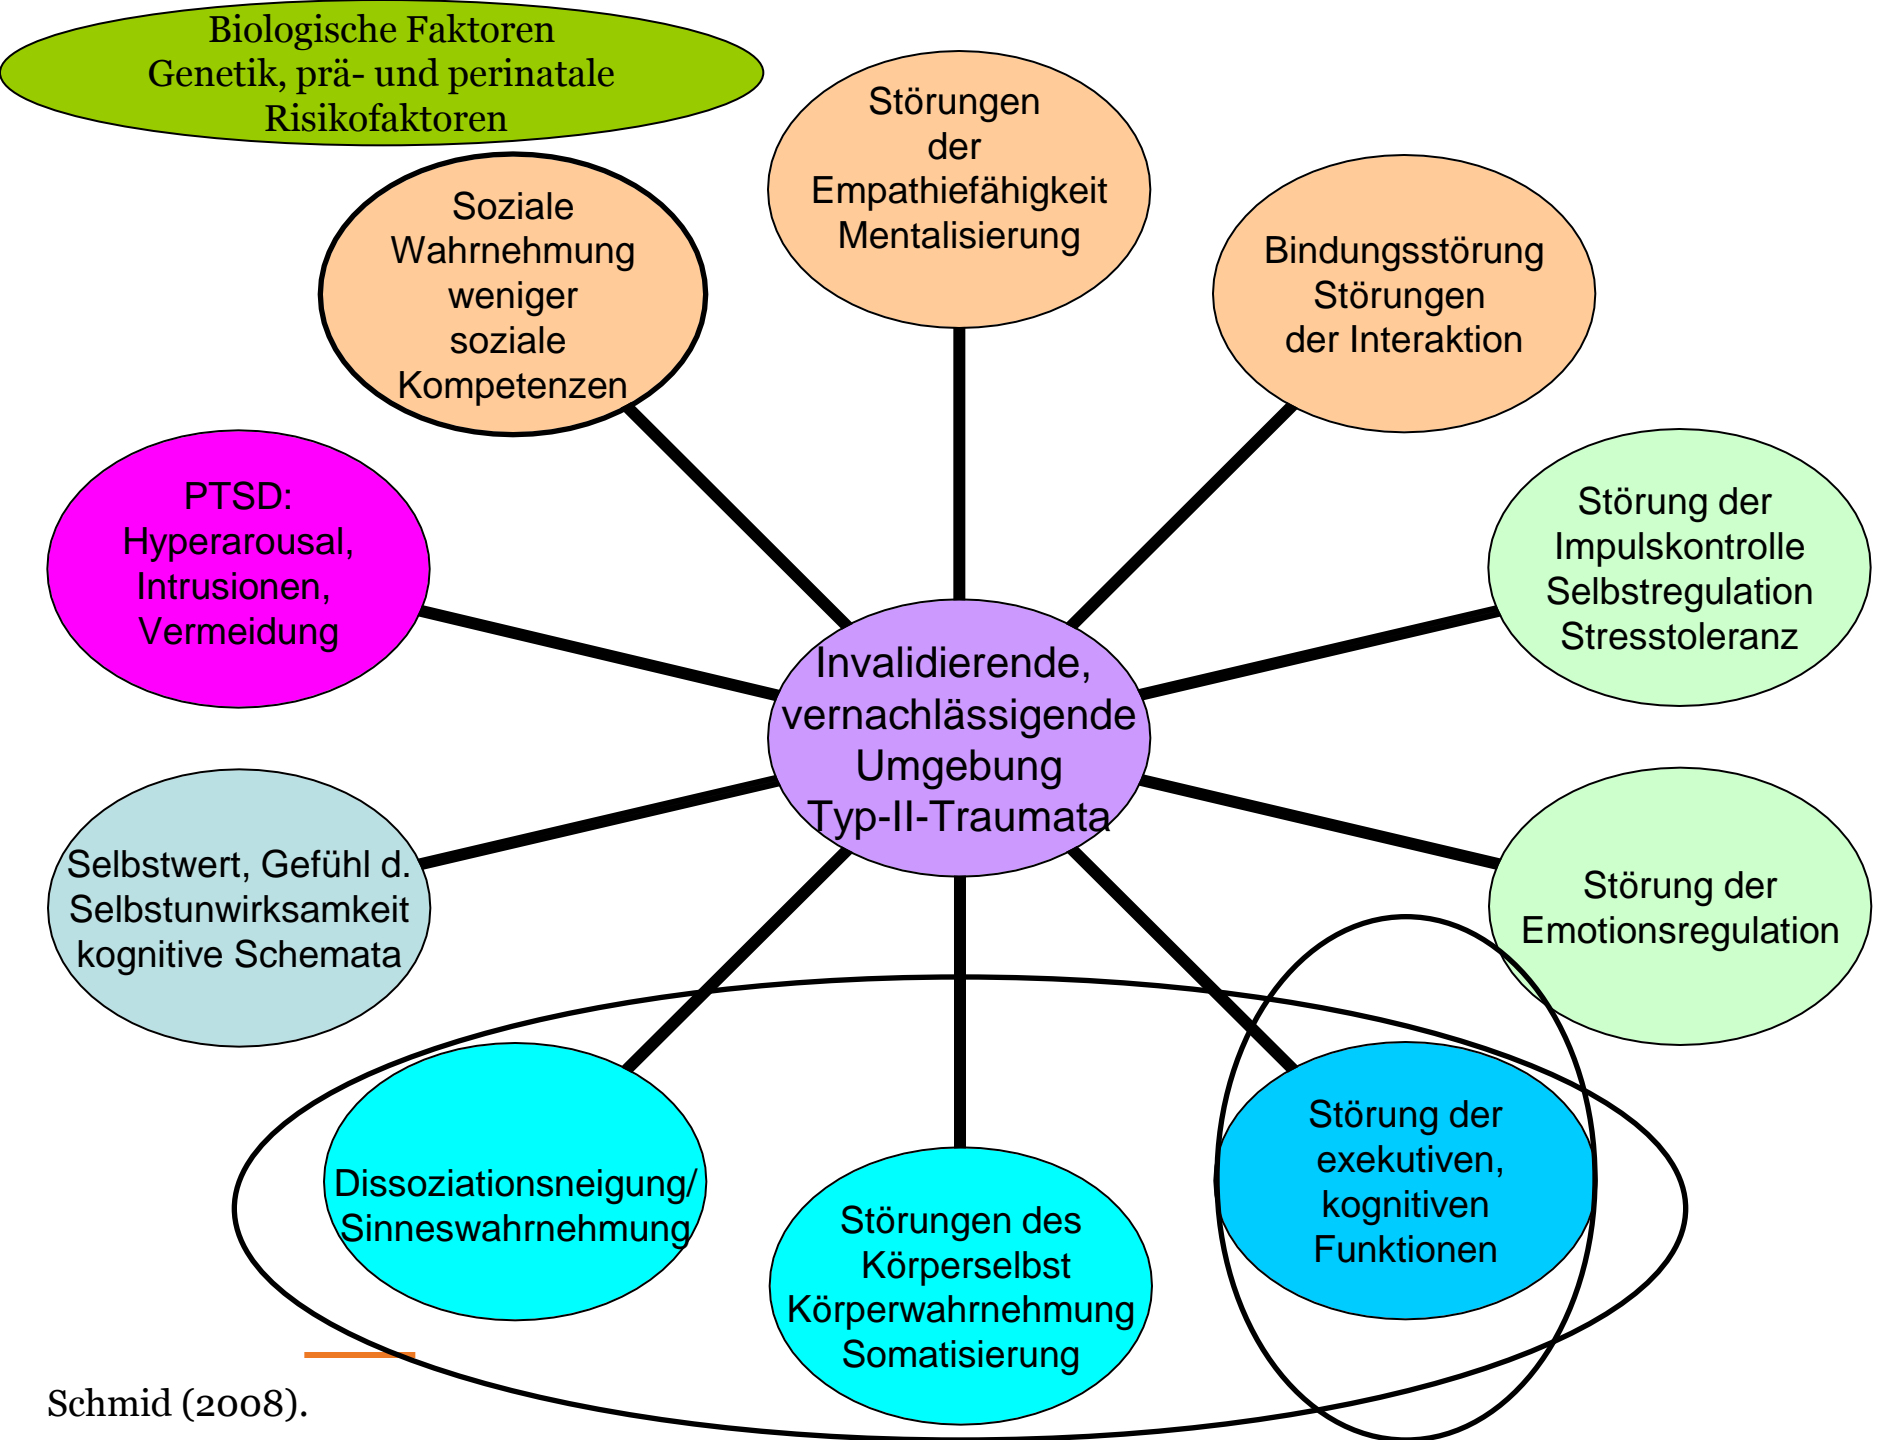 Biologische Faktoren
Genetik, prä- und perinatale
Risikofaktoren
Störungen
der
Empathiefähigkeit
Mentalisierung
Soziale
Wahrnehmung
weniger
soziale
Kompetenzen
Bindungsstörung
Störungen
der Interaktion
PTSD:
Hyperarousal,
Intrusionen,
Vermeidung
Störung der
Impulskontrolle
Selbstregulation
Stresstoleranz
Invalidierende,
vernachlässigende
Umgebung
Typ-II-Traumata
Selbstwert, Gefühl d.
Selbstunwirksamkeit
kognitive Schemata
Störung der
Emotionsregulation
Dissoziationsneigung/
Sinneswahrnehmung
Störungen des
Körperselbst
Körperwahrnehmung
Somatisierung
Störung der
exekutiven,
kognitiven
Funktionen
Schmid (2008).